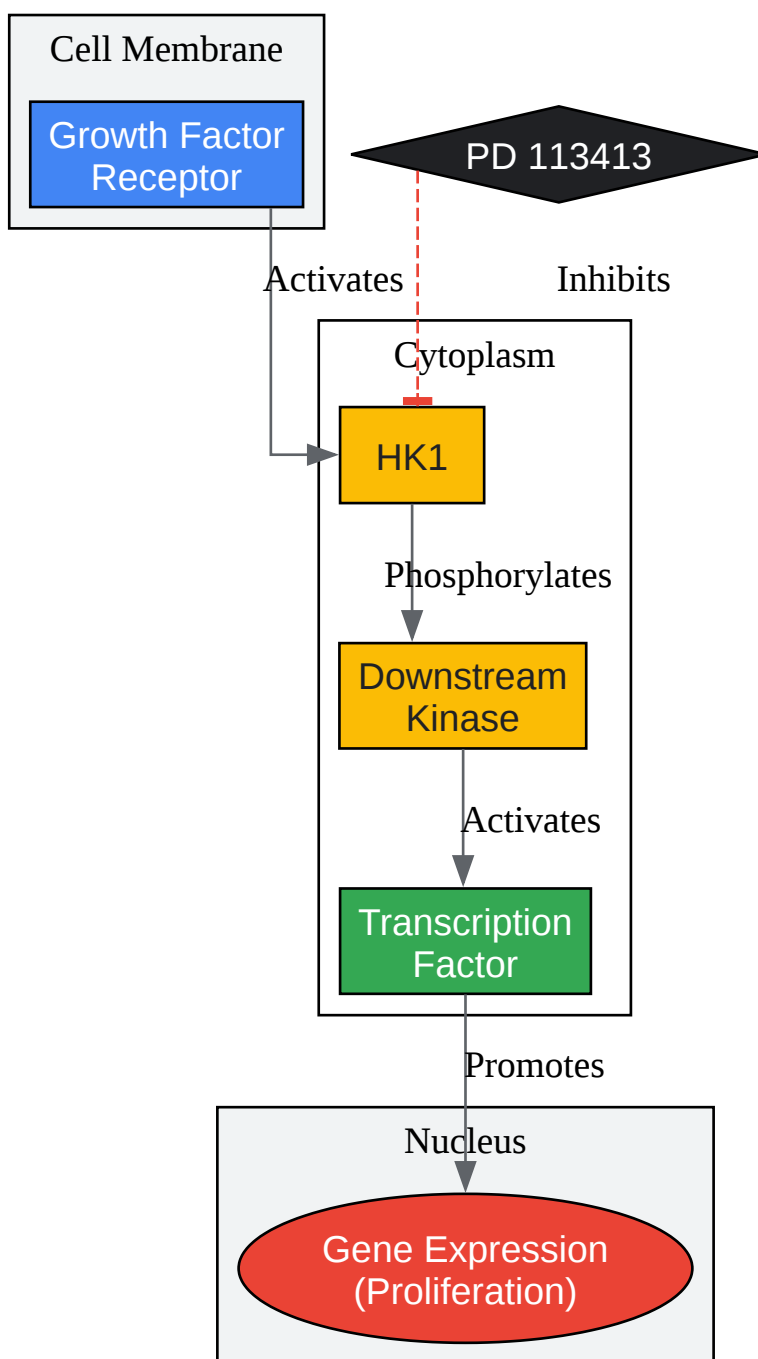 Cell Membrane
Growth Factor
Receptor
PD 113413
Activates
Inhibits
Cytoplasm
HK1
Phosphorylates
Downstream
Kinase
Activates
Transcription
Factor
Promotes
Nucleus
Gene Expression
(Proliferation)